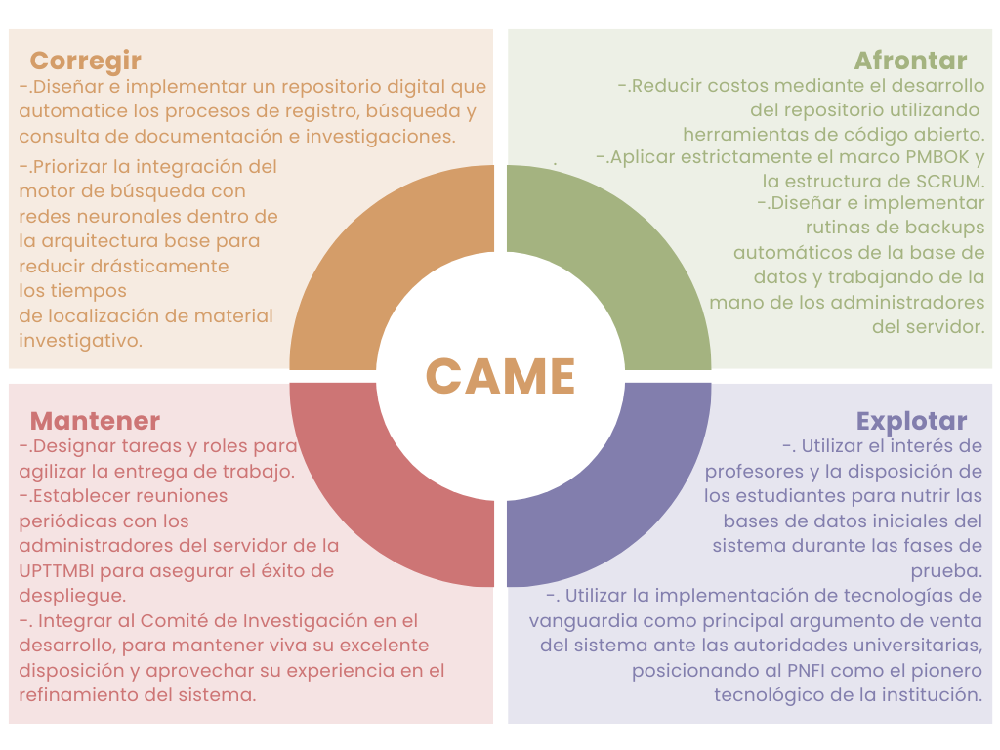 Corregir
-.Diseñar e implementar un repositorio digital que
automatice los procesos de registro, búsqueda y
consulta de documentación e investigaciones.
-.Priorizar la integración del
motor de búsqueda con
redes neuronales dentro de
la arquitectura base para
reducir drásticamente
los tiempos
de localización de material
investigativo.
Afrontar
-.Reducir costos mediante el desarrollo
del repositorio utilizando
herramientas de código abierto.
.
-.Aplicar estrictamente el marco PMBOK y
la estructura de SCRUM.
-.Diseñar e implementar
rutinas de backups
automáticos de la base de
datos y trabajando de la
mano de los administradores
del servidor.
CAME
Mantener
-.Designar tareas y roles para
agilizar la entrega de trabajo.
-.Establecer reuniones
periódicas con los
administradores del servidor de la
UPTTMBI para asegurar el éxito de
despliegue.
-. Integrar al Comité de Investigación en el
desarrollo, para mantener viva su excelente
disposición y aprovechar su experiencia en el
refinamiento del sistema.
Explotar
-. Utilizar el interés de
profesores y la disposición de
los estudiantes para nutrir las
bases de datos iniciales del
sistema durante las fases de
prueba.
-. Utilizar la implementación de tecnologías de
vanguardia como principal argumento de venta
del sistema ante las autoridades universitarias,
posicionando al PNFI como el pionero
tecnológico de la institución.